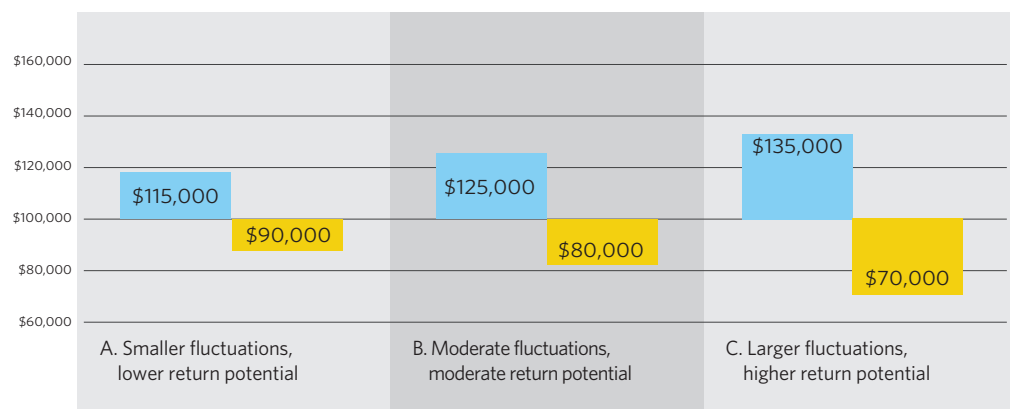 $160,000
$140,000
$120,000
$100,000
$80,000
$60,000
$115,000
$90,000
$125,000
$80,000
$135,000
$70,000
A. Smaller fluctuations,
lower return potential
B. Moderate fluctuations,
moderate return potential
C. Larger fluctuations,
higher return potential